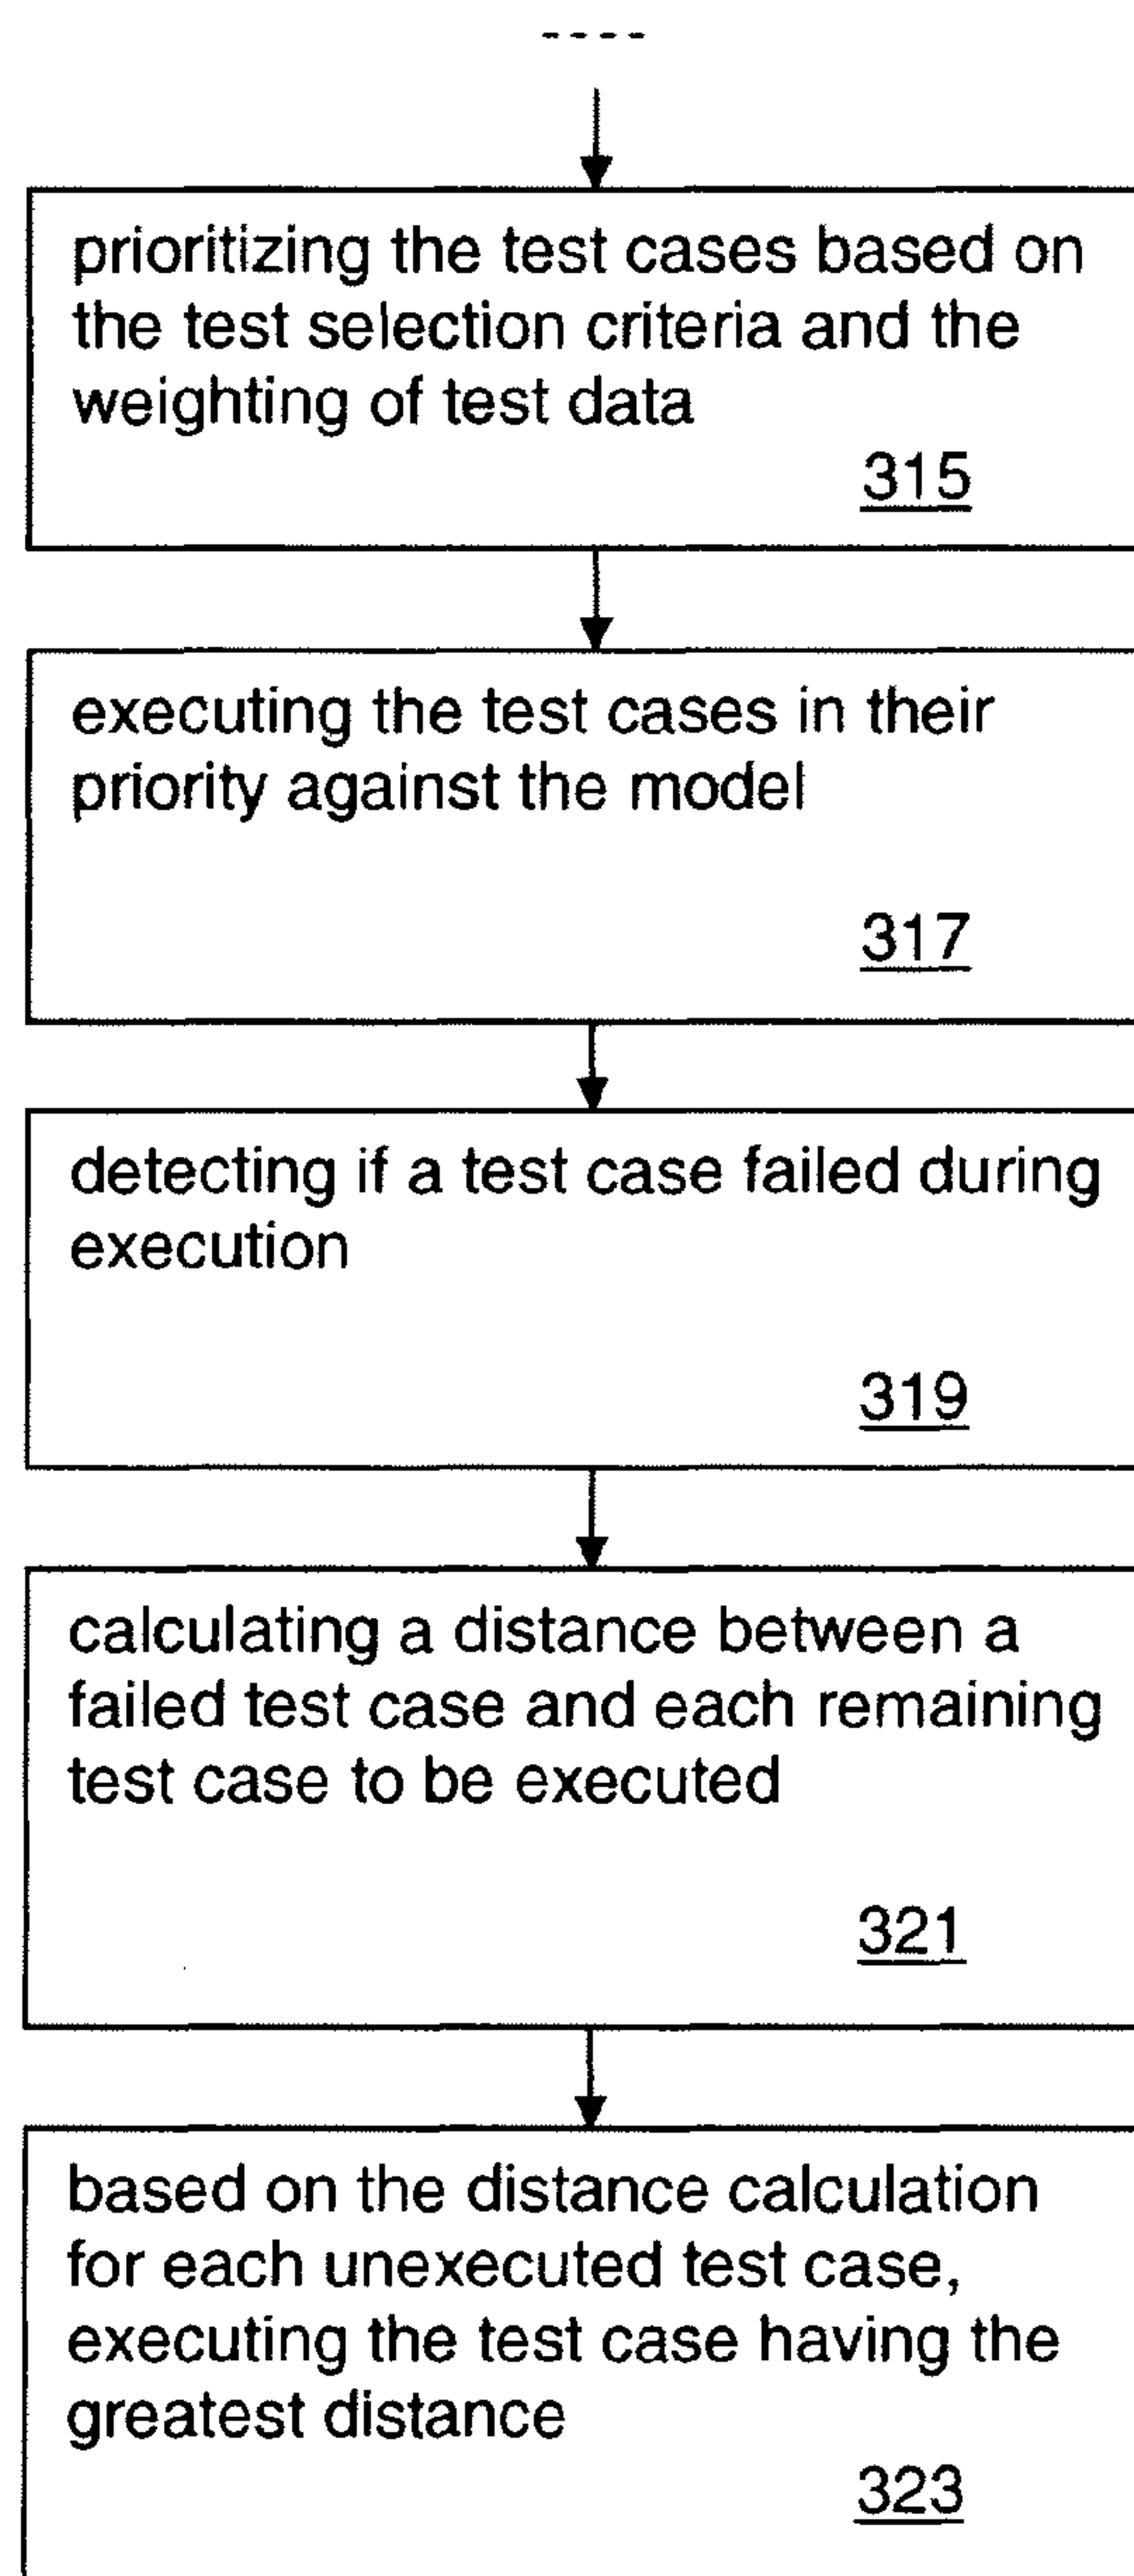 prioritizing the test cases based on
the test selection criteria and the
weighting of test data
315
executing the test cases in their
priority against the model
317
detecting if a test case failed during
execution
319
calculating a distance between a
failed test case and each remaining
test case to be executed
321
based on the distance calculation
for each unexecuted test case,
executing the test case having the
greatest distance
323